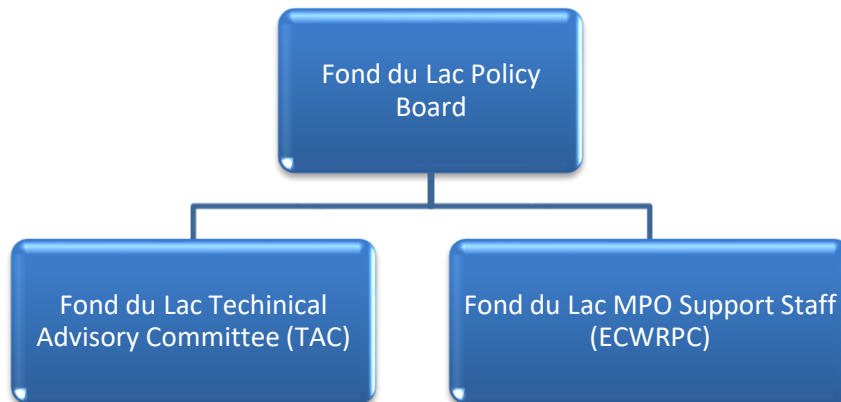 Fond du Lac Policy
Board
Fond du Lac Techinical
Advisory Committee (TAC)
Fond du Lac MPO Support Staff
(ECWRPC)